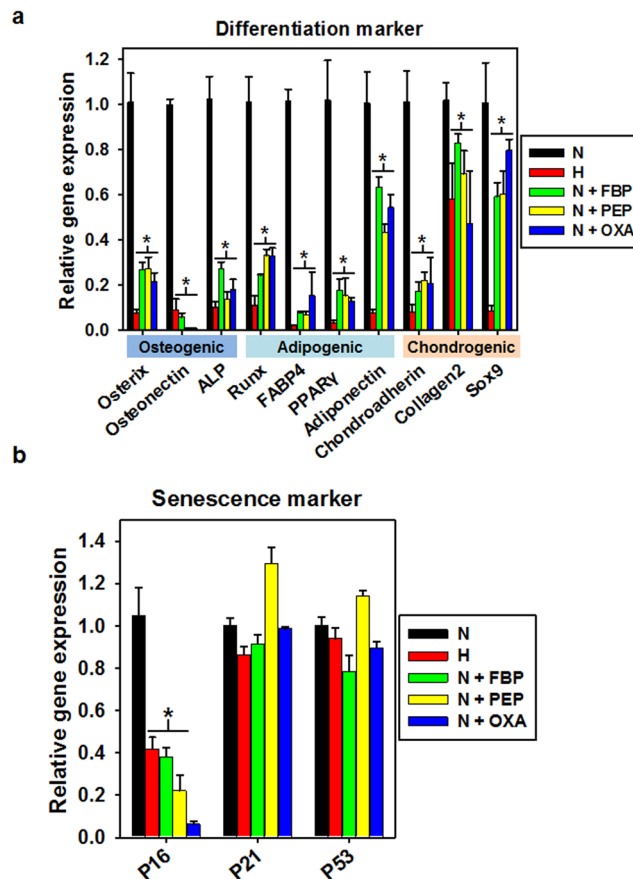 a
Differentiation marker
Relative gene expression
1.2
1.0
0.8
0.6
0.4
0.2
0.0
* * * * * * * * * *
N
H
N + FBP
N + PEP
N + OXA
Osteogenic Adipogenic Chondrogenic
Osterix
Osteonectin
ALP
Runx
FABP4
PPARγ
Adiponectin
Chondroadherin
Collagen2
Sox9
b
Senescence marker
Relative gene expression
1.4
1.2
1.0
0.8
0.6
0.4
0.2
0.0
*
N
H
N + FBP
N + PEP
N + OXA
P16
P21
P53